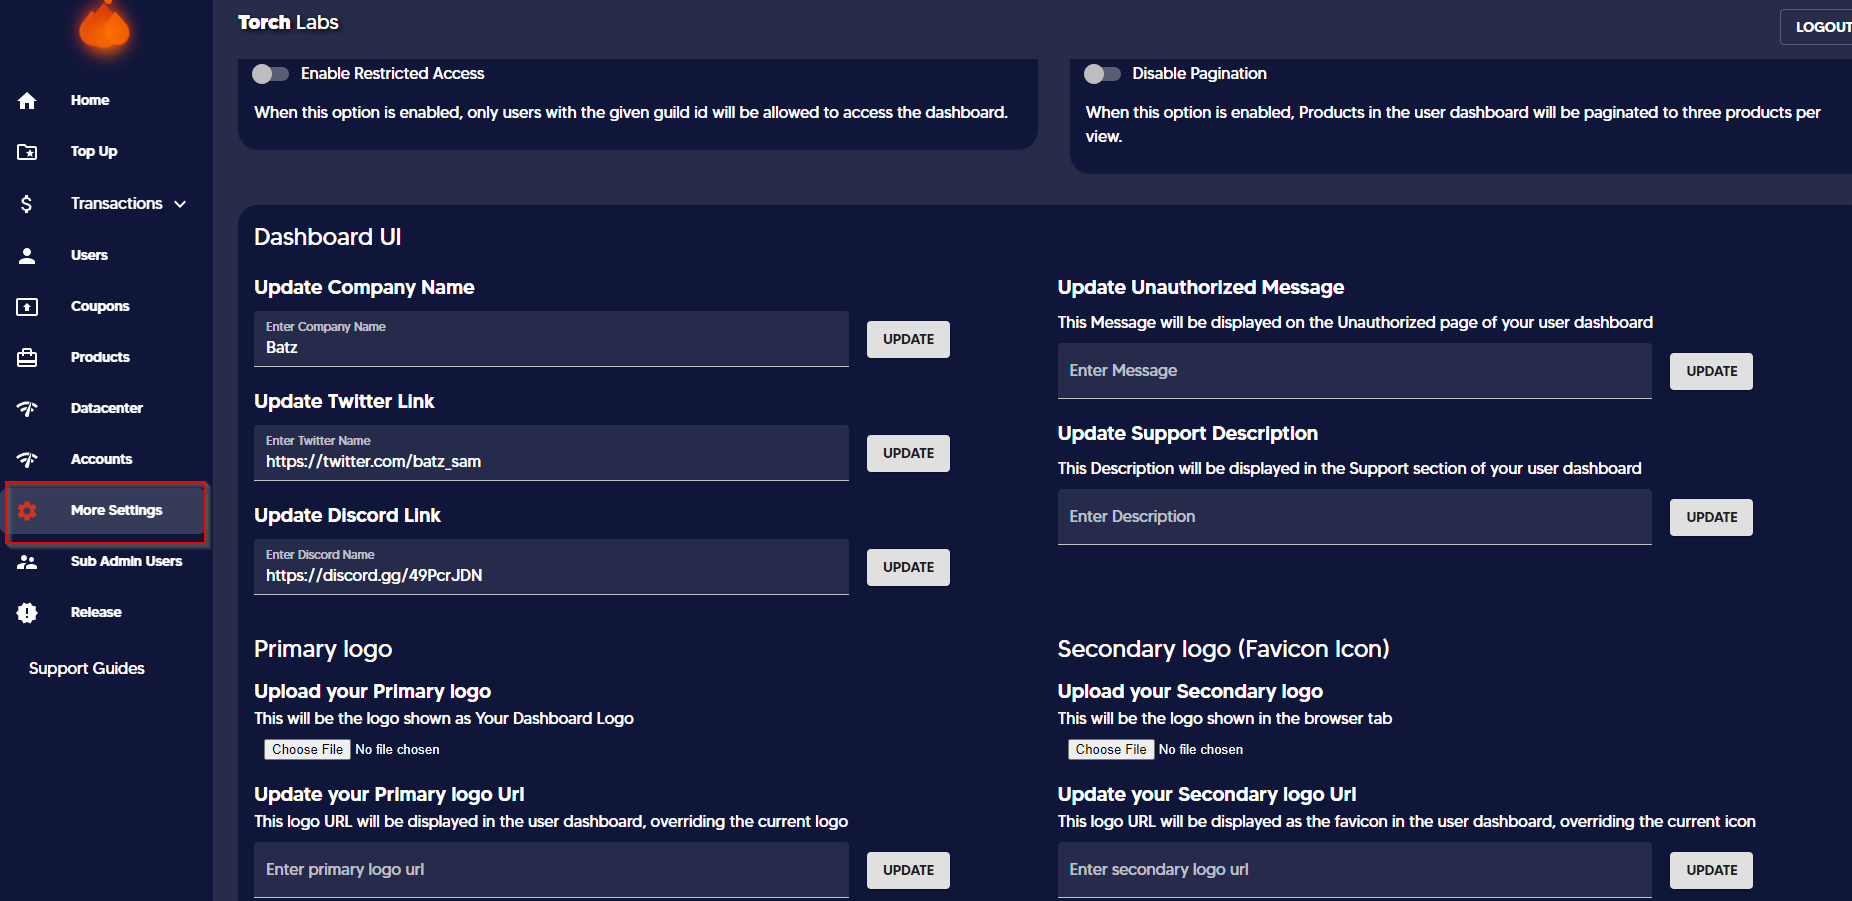 Torch Labs
LOGOUT
Home
Top Up
Transactions
Users
Coupons
Products
Datacenter
Accounts
More Settings
Sub Admin Users
Release
Support Guides
Enable Restricted Access
When this option is enabled, only users with the given guild id will be allowed to access the dashboard.
Disable Pagination
When this option is enabled, Products in the user dashboard will be paginated to three products per
view.
Dashboard UI
Update Company Name
Enter Company Name
Batz
UPDATE
Update Twitter Link
Enter Twitter Name
https://twitter.com/batz_sam
UPDATE
Update Discord Link
Enter Discord Name
https://discord.gg/49PcrJDN
UPDATE
Update Unauthorized Message
This Message will be displayed on the Unauthorized page of your user dashboard
Enter Message
UPDATE
Update Support Description
This Description will be displayed in the Support section of your user dashboard
Enter Description
UPDATE
Primary logo
Upload your Primary logo
This will be the logo shown as Your Dashboard Logo
Choose File No file chosen
Update your Primary logo Url
This logo URL will be displayed in the user dashboard, overriding the current logo
Enter primary logo url
UPDATE
Secondary logo (Favicon Icon)
Upload your Secondary logo
This will be the logo shown in the browser tab
Choose File No file chosen
Update your Secondary logo Url
This logo URL will be displayed as the favicon in the user dashboard, overriding the current icon
Enter secondary logo url
UPDATE